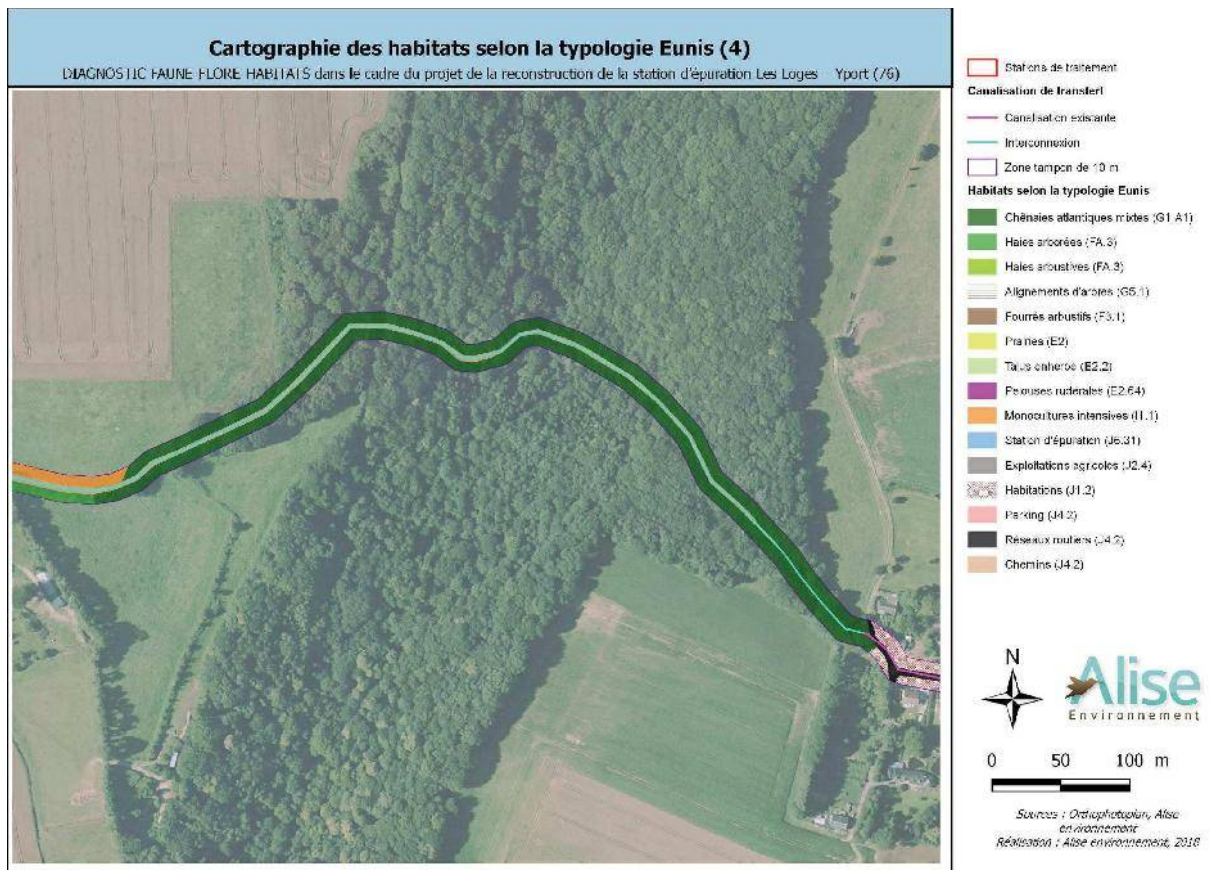 Cartographie des habitats selon la typologie Eunis (4)
DIAGNOSTIC FAUNE FLORE HABITATS dans le cadre du projet de la reconstruction de la station d'épuration Les Loges - Yport (76)
Stations de traitement
Canalisation de transfert
Canalisation existante
Interconnexion
Zone tampon de 10 m
Habitats selon la typologie Eunis
Chênaies atlantiques mixtes (G1.A1)
Haies arborées (FA.3)
Haies arbustives (FA.3)
Alignements d'arbres (G5.1)
Fourrés arbustifs (F3.1)
Prairies (E2)
Talus enherbé (E2.2)
Pelouses rudérales (E2.64)
Monocultures intensives (I1.1)
Station d'épuration (J6.31)
Exploitations agricoles (J2.4)
Habitations (J1.2)
Parking (J4.2)
Réseaux routiers (J4.2)
Chemins (J4.2)
N
Alise
Environnement
0 50 100 m
Sources : Orthophotoplan, Alise
environnement
Réalisation : Alise environnement, 2018